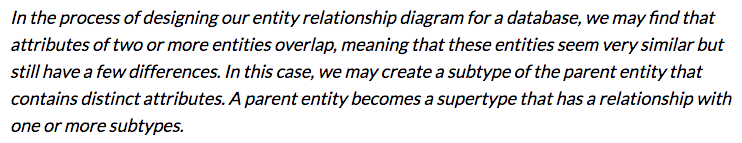 In the process of designing our entity relationship diagram for a database, we may find that
attributes of two or more entities overlap, meaning that these entities seem very similar but
still have a few differences. In this case, we may create a subtype of the parent entity that
contains distinct attributes. A parent entity becomes a supertype that has a relationship with
one or more subtypes.